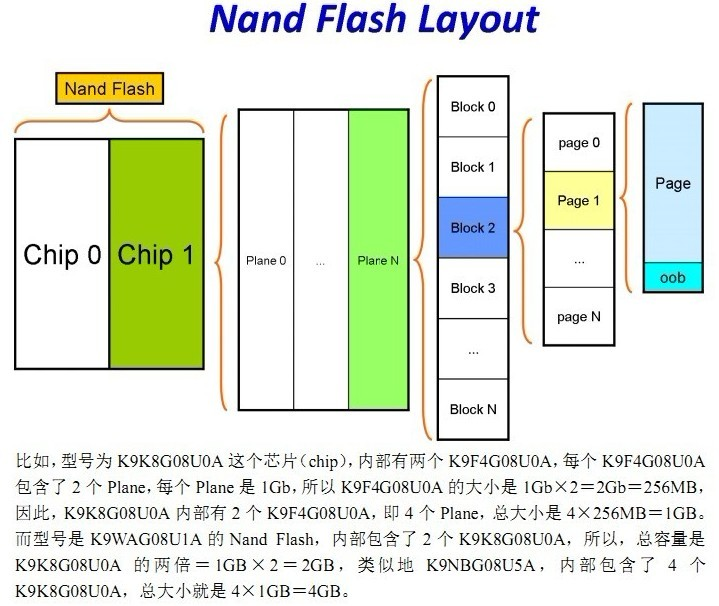 Nand Flash Layout
Nand Flash
Chip 0
Chip 1
Plane 0
...
Plane N
Block 0
Block 1
Block 2
Block 3
...
Block N
page 0
Page 1
...
page N
Page
oob
比如，型号为 K9K8G08U0A 这个芯片（chip），内部有两个 K9F4G08U0A，每个 K9F4G08U0A
包含了 2 个 Plane，每个 Plane 是 1Gb，所以 K9F4G08U0A 的大小是 1Gb×2＝2Gb＝256MB，
因此，K9K8G08U0A 内部有 2 个 K9F4G08U0A，即 4 个 Plane，总大小是 4×256MB＝1GB。
而型号是 K9WAG08U1A 的 Nand Flash，内部包含了 2 个 K9K8G08U0A，所以，总容量是
K9K8G08U0A 的两倍＝1GB×2＝2GB，类似地 K9NBG08U5A，内部包含了 4 个
K9K8G08U0A，总大小就是 4×1GB＝4GB。